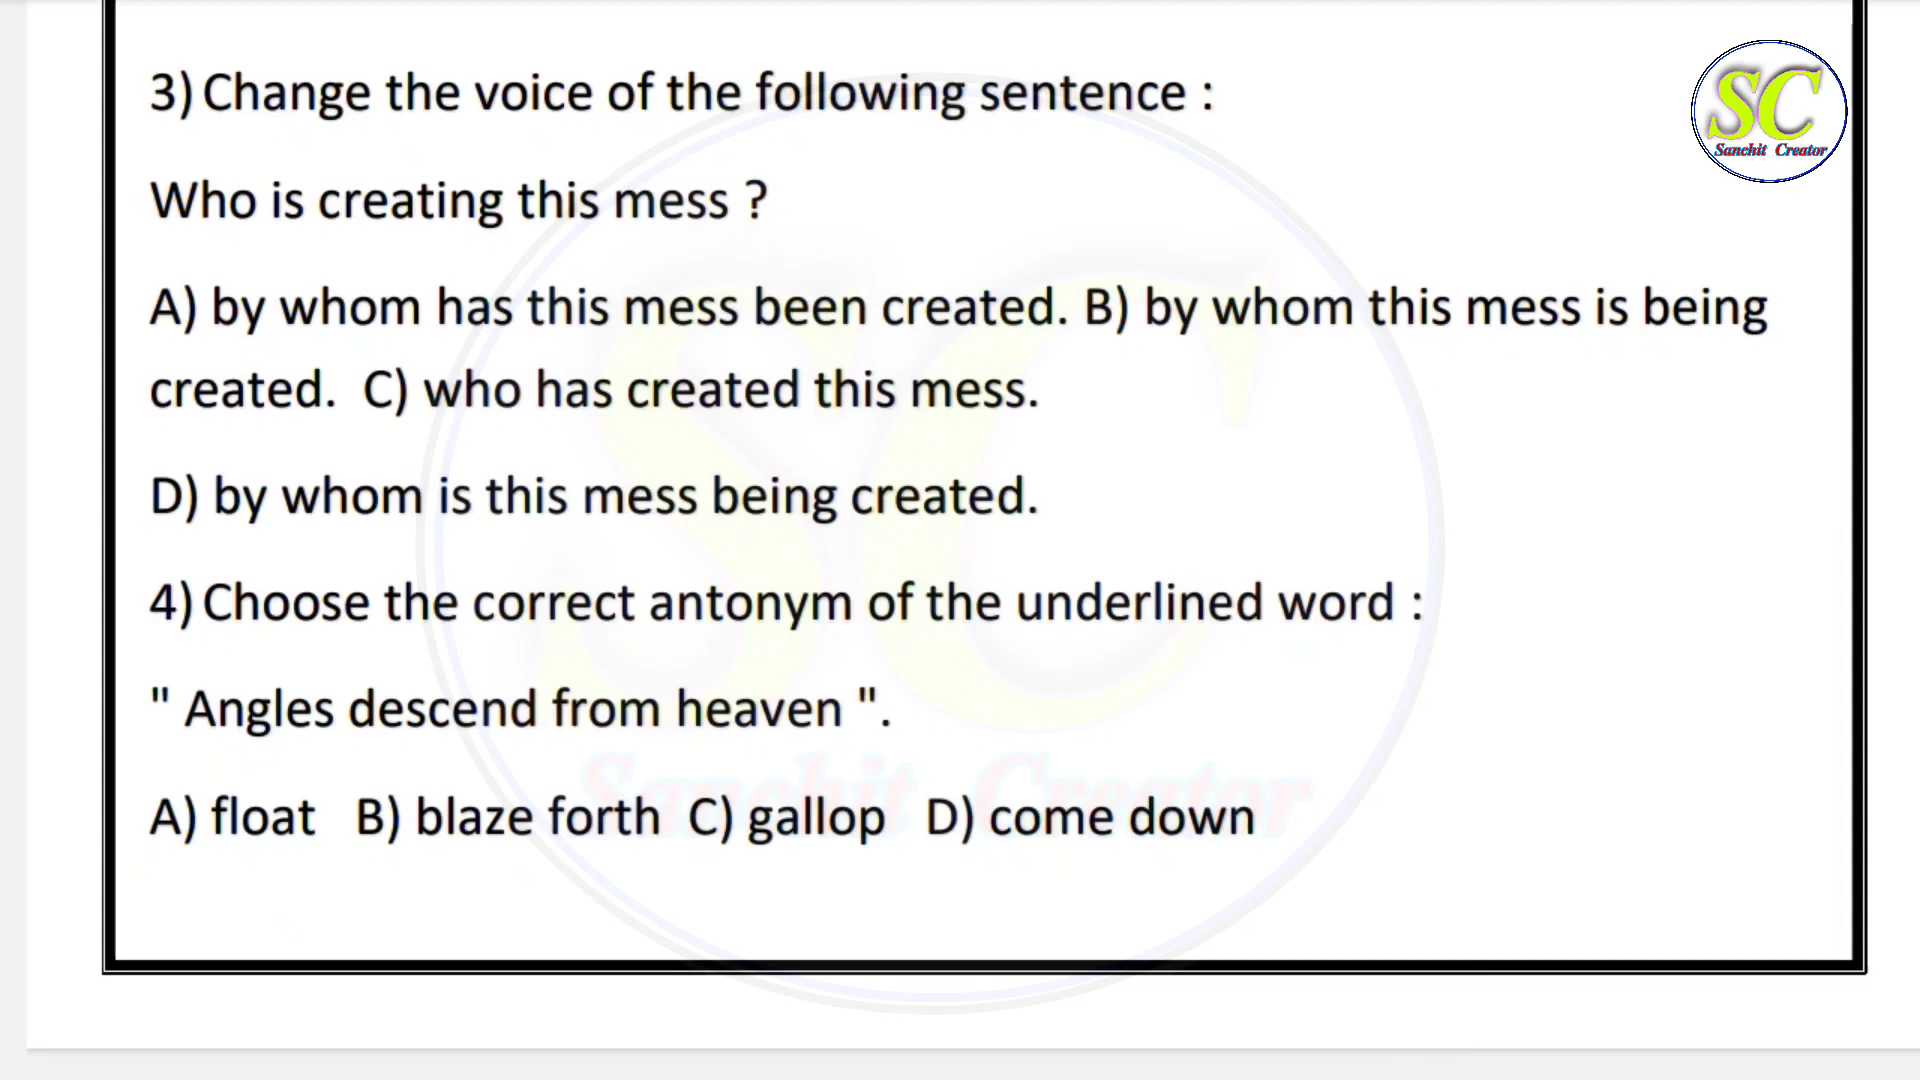 SC
Sanchit Creator
3) Change the voice of the following sentence :
Who is creating this mess ?
A) by whom has this mess been created. B) by whom this mess is being
created. C) who has created this mess.
D) by whom is this mess being created.
4) Choose the correct antonym of the underlined word :
" Angles descend from heaven ".
A) float B) blaze forth C) gallop D) come down
SC
Sanchit Creator